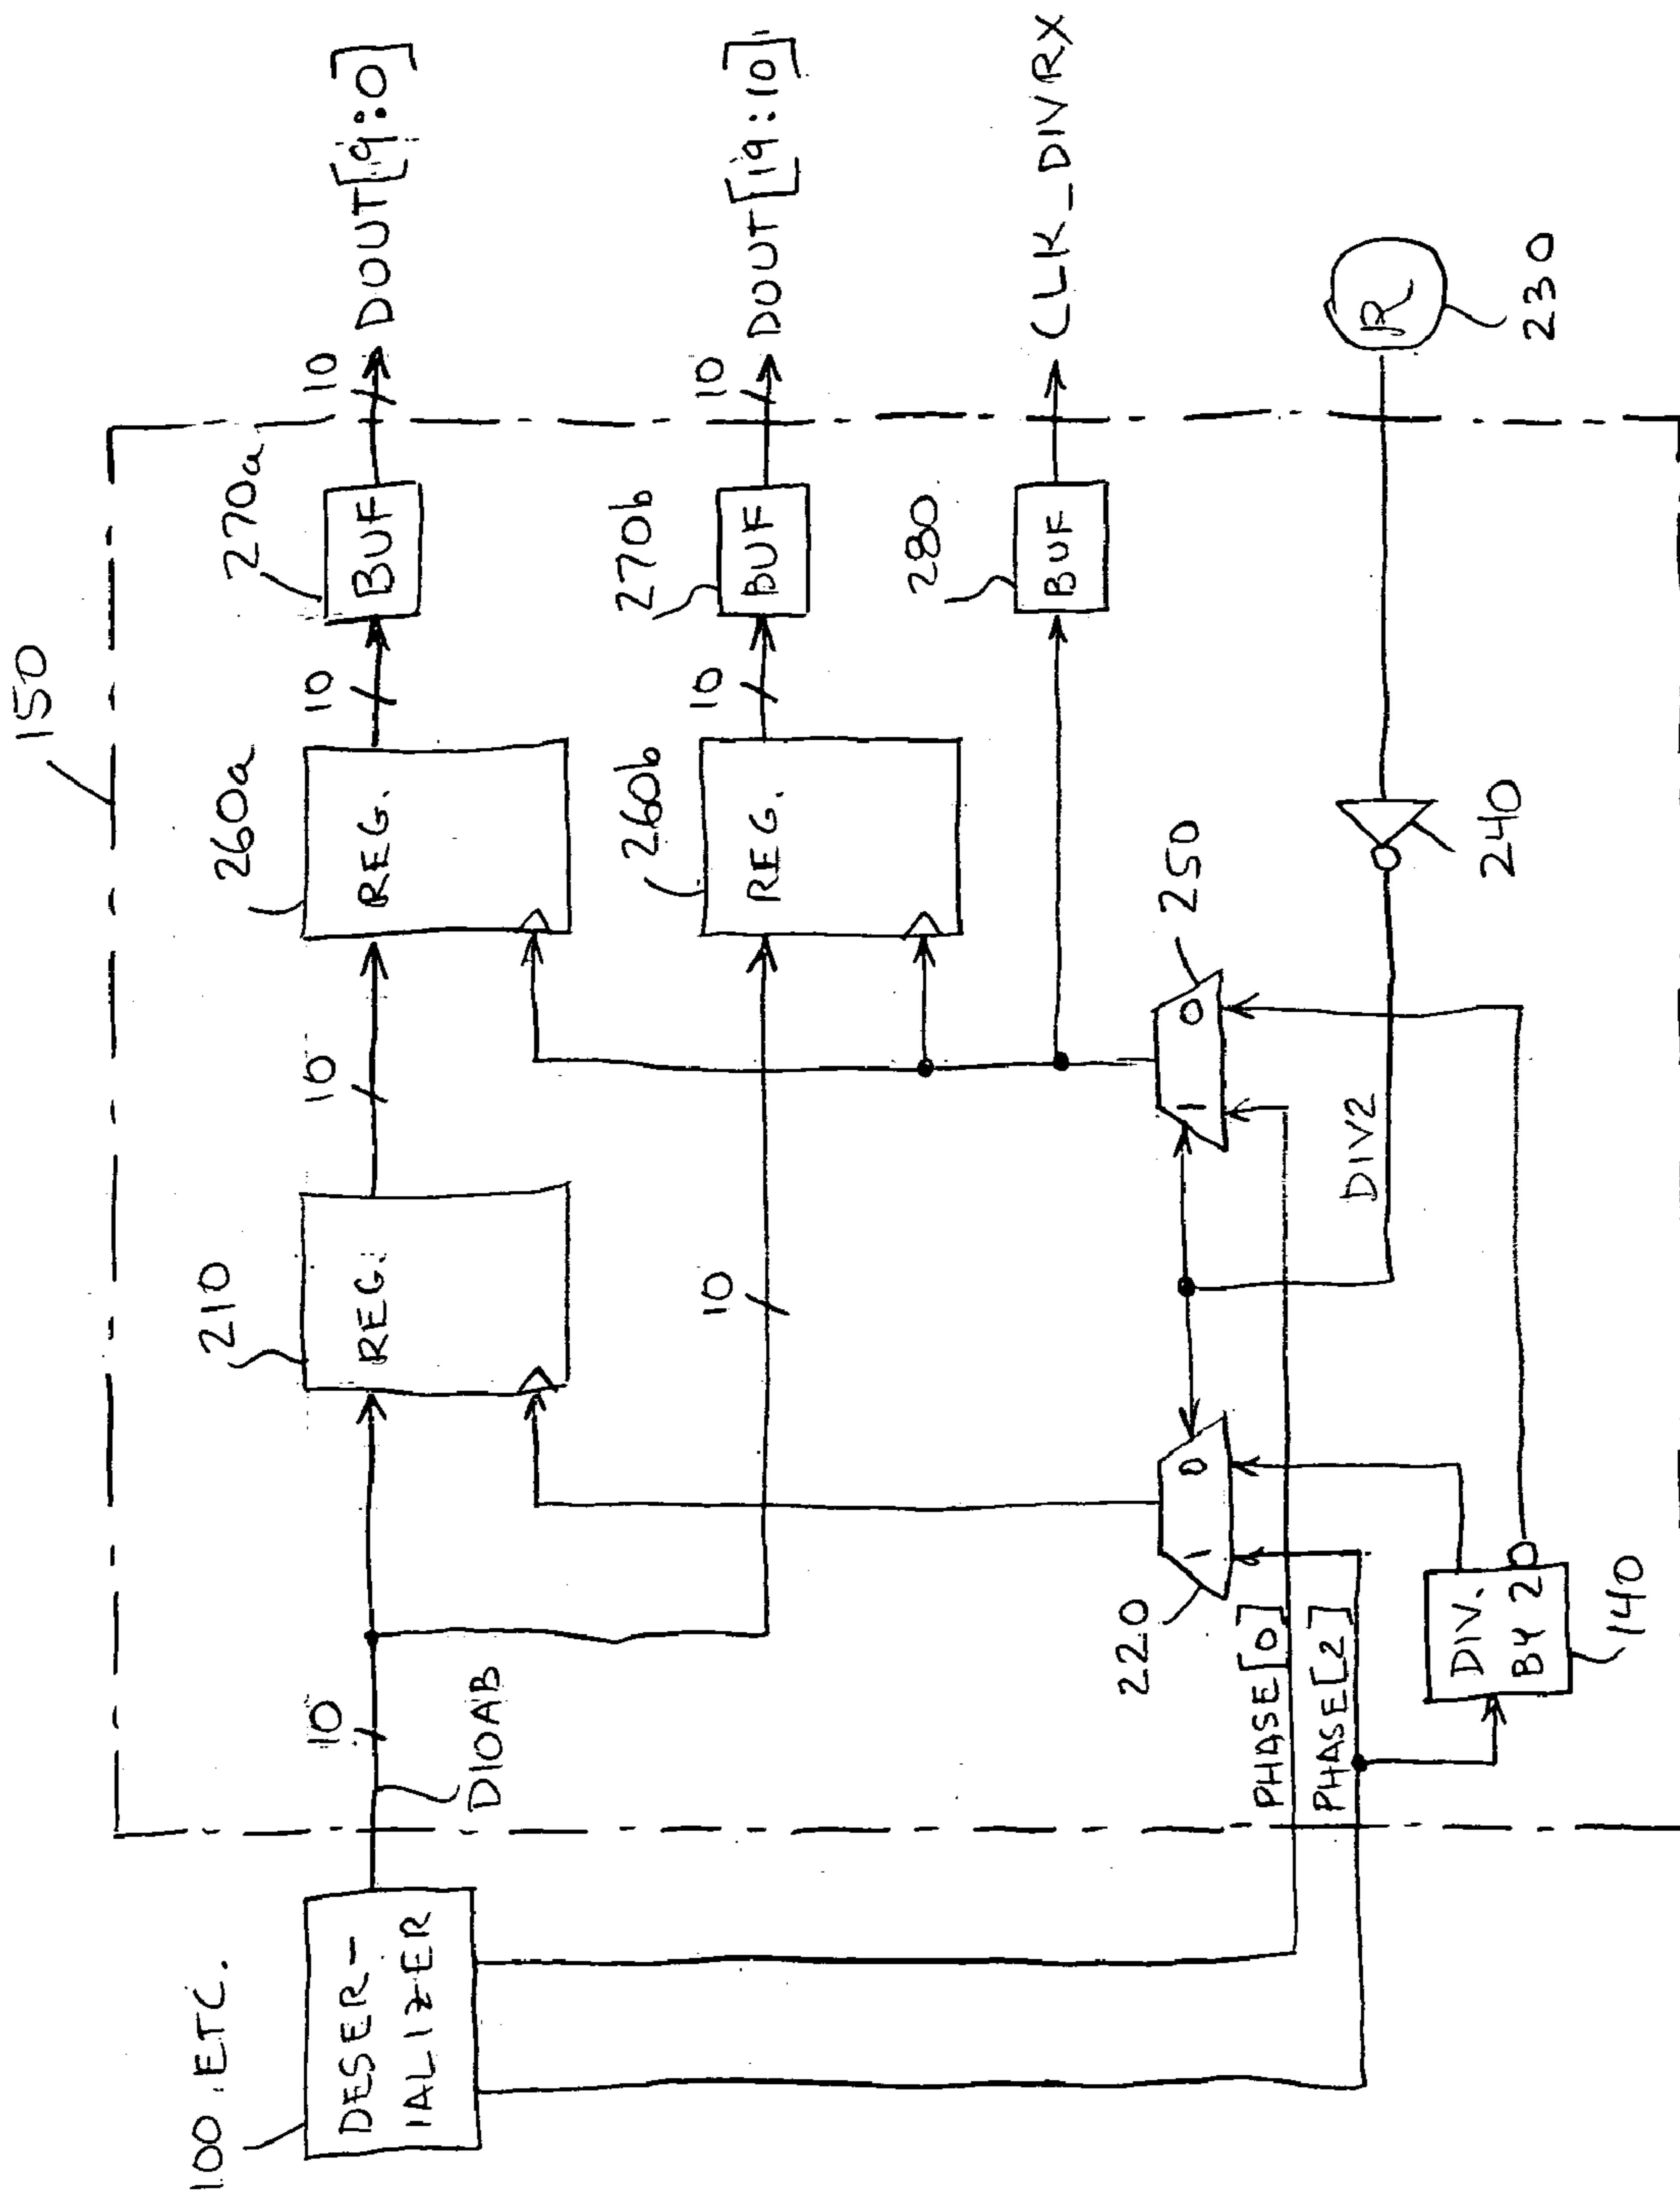 150
100 ETC.
DESER-
IALIZER
10
D10AB
210
REG.
10
260a
REG.
10
270a
BUF
10
DOUT[9:0]
10
260b
REG.
10
270b
BUF
10
DOUT[19:10]
280
BUF
CLK_DIVRX
220
1
0
250
1
0
PHASE[0]
PHASE[2]
DIV2
240
R
230
DIV.
BY 2
140